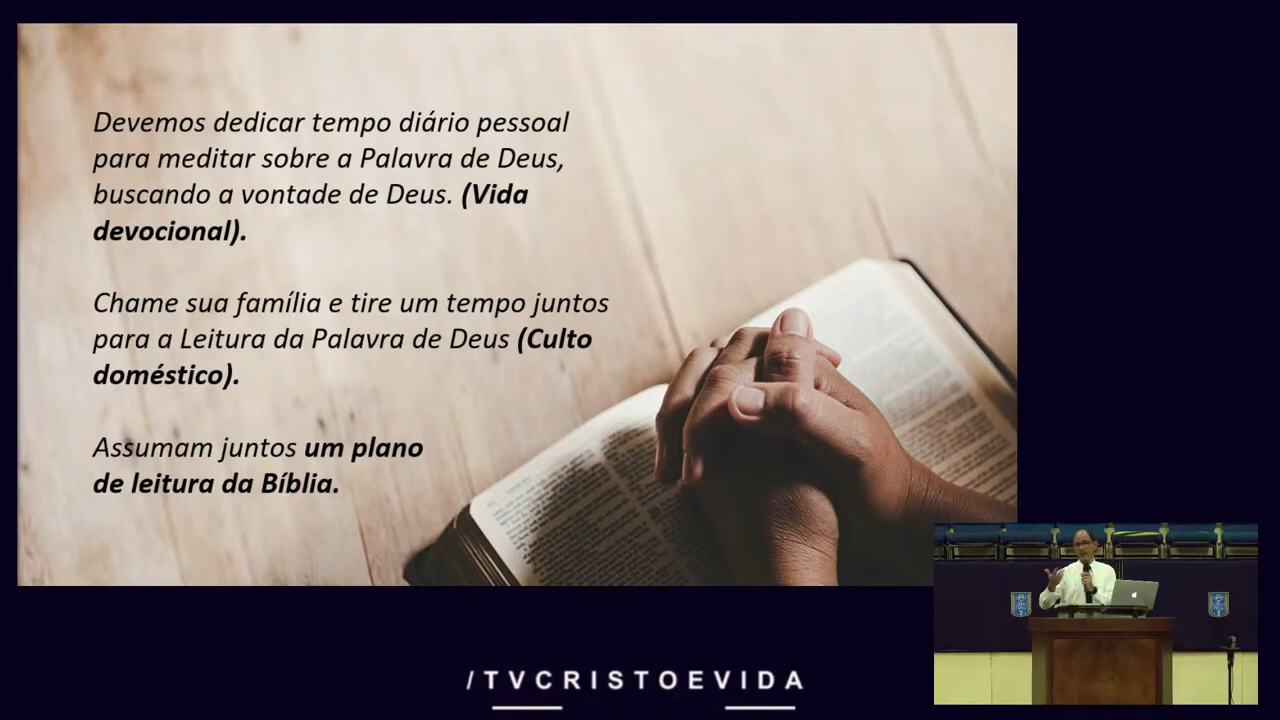 Devemos dedicar tempo diário pessoal
para meditar sobre a Palavra de Deus,
buscando a vontade de Deus. (Vida
devocional).
Chame sua família e tire um tempo juntos
para a Leitura da Palavra de Deus (Culto
doméstico).
Assumam juntos um plano
de leitura da Bíblia.
/TVCRISTOEVIDA